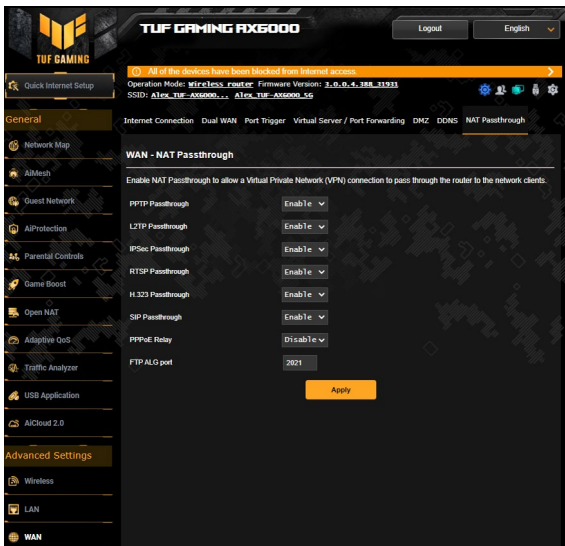 TUF GAMING AX6000
Logout
English
TUF GAMING
All of the devices have been blocked from Internet access.
Quick Internet Setup
Operation Mode: Wireless router Firmware Version: 3.0.0.4.388_31931
SSID: Alex_TUF-AX6000... Alex_TUF-AX6000_5G
General
Internet Connection Dual WAN Port Trigger Virtual Server / Port Forwarding DMZ DDNS NAT Passthrough
Network Map
AiMesh
Guest Network
AiProtection
Parental Controls
Game Boost
Open NAT
Adaptive QoS
Traffic Analyzer
USB Application
AiCloud 2.0
Advanced Settings
Wireless
LAN
WAN
WAN - NAT Passthrough
Enable NAT Passthrough to allow a Virtual Private Network (VPN) connection to pass through the router to the network clients.
PPTP Passthrough Enable
L2TP Passthrough Enable
IPSec Passthrough Enable
RTSP Passthrough Enable
H.323 Passthrough Enable
SIP Passthrough Enable
PPPoE Relay Disable
FTP ALG port 2021
Apply